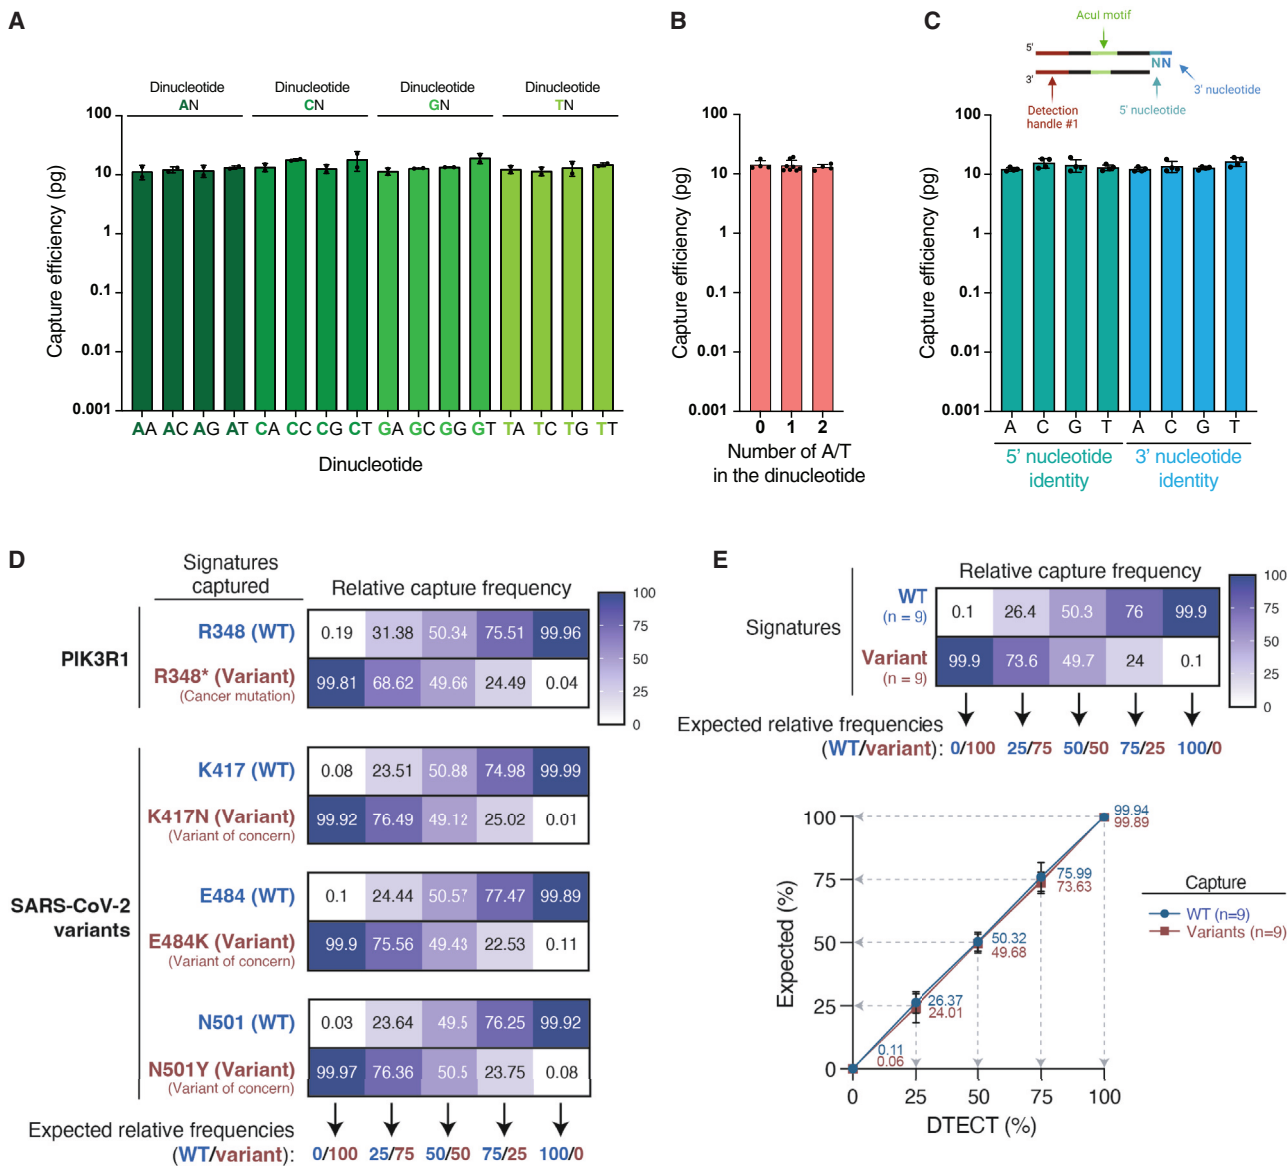 A
Dinucleotide
AN
Dinucleotide
CN
Dinucleotide
GN
Dinucleotide
TN
Capture efficiency (pg)
100
10
1
0.1
0.01
0.001
AA AC AG AT CA CC CG CT GA GC GG GT TA TC TG TT
Dinucleotide
B
Capture efficiency (pg)
100
10
1
0.1
0.01
0.001
0 1 2
Number of A/T
in the dinucleotide
C
AcuI motif
5'
3'
NN
3' nucleotide
Detection
handle #1
5' nucleotide
Capture efficiency (pg)
100
10
1
0.1
0.01
0.001
A C G T A C G T
5' nucleotide
identity
3' nucleotide
identity
D
Signatures
captured
Relative capture frequency
PIK3R1
R348 (WT)
0.19 31.38 50.34 75.51 99.96
R348* (Variant)
(Cancer mutation)
99.81 68.62 49.66 24.49 0.04
100
75
50
25
0
SARS-CoV-2
variants
K417 (WT)
0.08 23.51 50.88 74.98 99.99
K417N (Variant)
(Variant of concern)
99.92 76.49 49.12 25.02 0.01
E484 (WT)
0.1 24.44 50.57 77.47 99.89
E484K (Variant)
(Variant of concern)
99.9 75.56 49.43 22.53 0.11
N501 (WT)
0.03 23.64 49.5 76.25 99.92
N501Y (Variant)
(Variant of concern)
99.97 76.36 50.5 23.75 0.08
Expected relative frequencies
(WT/variant): 0/100 25/75 50/50 75/25 100/0
E
Relative capture frequency
Signatures
WT
(n = 9)
0.1 26.4 50.3 76 99.9
Variant
(n = 9)
99.9 73.6 49.7 24 0.1
100
75
50
25
0
Expected relative frequencies
(WT/variant): 0/100 25/75 50/50 75/25 100/0
Expected (%)
100
75
50
25
0
99.94
99.89
75.99
73.63
50.32
49.68
26.37
24.01
0.11
0.06
0 25 50 75 100
DTECT (%)
Capture
WT (n=9)
Variants (n=9)